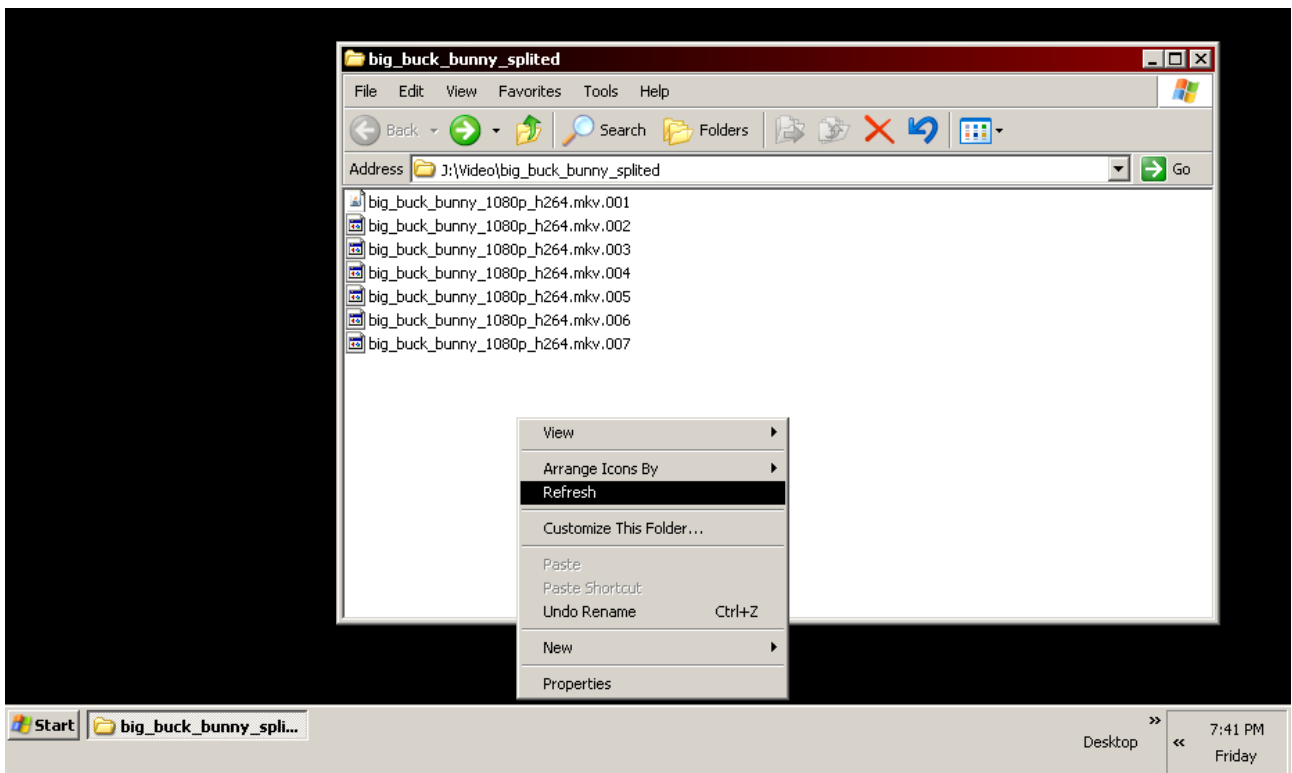 big_buck_bunny_splited
File Edit View Favorites Tools Help
Back Search Folders
Address J:\Video\big_buck_bunny_splited Go
big_buck_bunny_1080p_h264.mkv.001
big_buck_bunny_1080p_h264.mkv.002
big_buck_bunny_1080p_h264.mkv.003
big_buck_bunny_1080p_h264.mkv.004
big_buck_bunny_1080p_h264.mkv.005
big_buck_bunny_1080p_h264.mkv.006
big_buck_bunny_1080p_h264.mkv.007
View
Arrange Icons By
Refresh
Customize This Folder...
Paste
Paste Shortcut
Undo Rename Ctrl+Z
New
Properties
Start big_buck_bunny_spli... Desktop » « 7:41 PM
Friday